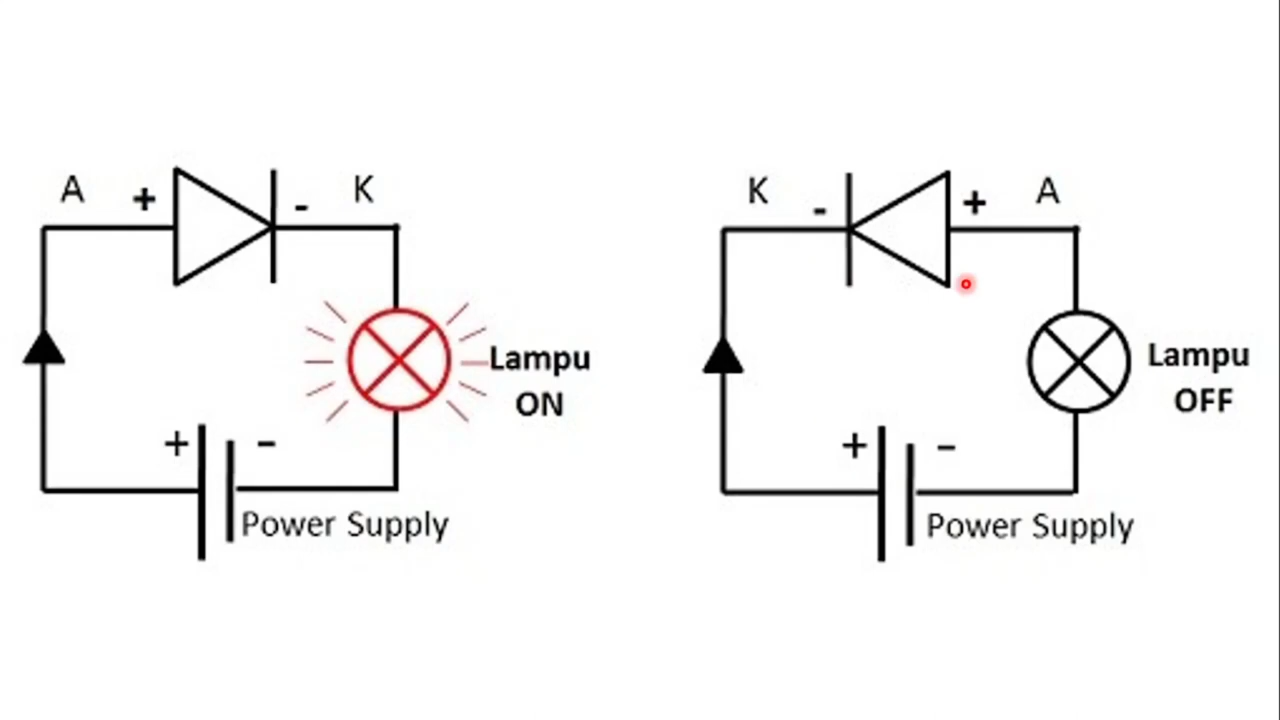 A + - K
Lampu
ON
+ -
Power Supply
K - + A
Lampu
OFF
+ -
Power Supply